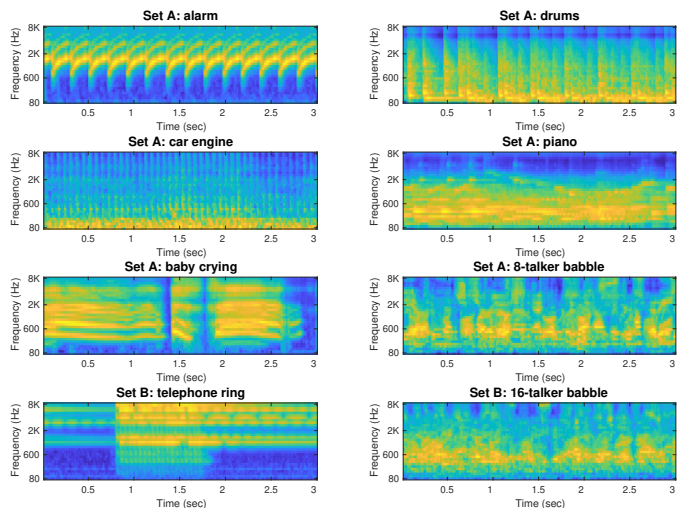 Set A: alarm
8K
2K
600
80
Frequency (Hz)
0.5 1 1.5 2 2.5 3
Time (sec)
Set A: drums
8K
2K
600
80
Frequency (Hz)
0.5 1 1.5 2 2.5 3
Time (sec)
Set A: car engine
8K
2K
600
80
Frequency (Hz)
0.5 1 1.5 2 2.5 3
Time (sec)
Set A: piano
8K
2K
600
80
Frequency (Hz)
0.5 1 1.5 2 2.5 3
Time (sec)
Set A: baby crying
8K
2K
600
80
Frequency (Hz)
0.5 1 1.5 2 2.5 3
Time (sec)
Set A: 8-talker babble
8K
2K
600
80
Frequency (Hz)
0.5 1 1.5 2 2.5 3
Time (sec)
Set B: telephone ring
8K
2K
600
80
Frequency (Hz)
0.5 1 1.5 2 2.5 3
Time (sec)
Set B: 16-talker babble
8K
2K
600
80
Frequency (Hz)
0.5 1 1.5 2 2.5 3
Time (sec)